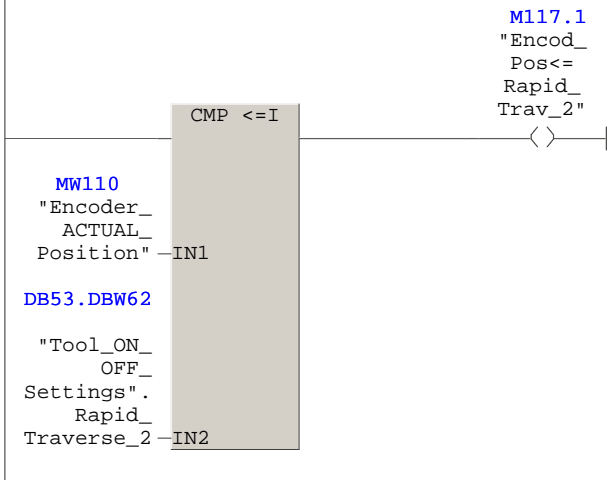 M117.1
"Encod_
Pos<=
Rapid_
Trav_2"
CMP <=I
MW110
"Encoder_
ACTUAL_
Position"
IN1
DB53.DBW62
"Tool_ON_
OFF_
Settings".
Rapid_
Traverse_2
IN2